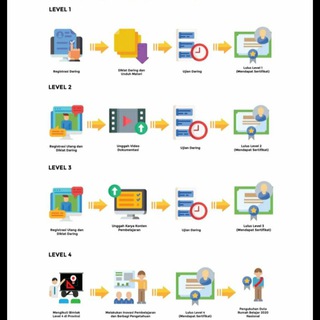 LEVEL 1
Registrasi Daring
Diklat Daring dan
Unduh Materi
Ujian Daring
Lulus Level 1
(Mendapat Sertifikat)
LEVEL 2
Registrasi Ulang dan
Diklat Daring
Unggah Video
Dokumentasi
Ujian Daring
Lulus Level 2
(Mendapat Sertifikat)
LEVEL 3
Registrasi Ulang dan
Diklat Daring
Unggah Karya Konten
Pembelajaran
Ujian Daring
Lulus Level 3
(Mendapat Sertifikat)
LEVEL 4
Mengikuti Bimtek
Level 4 di Provinsi
Melakukan Inovasi Pembelajaran
dan Berbagi Pengetahuan
Lulus Level 4
(Mendapat Sertifikat)
Pengukuhan Duta
Rumah Belajar 2020
Nasional